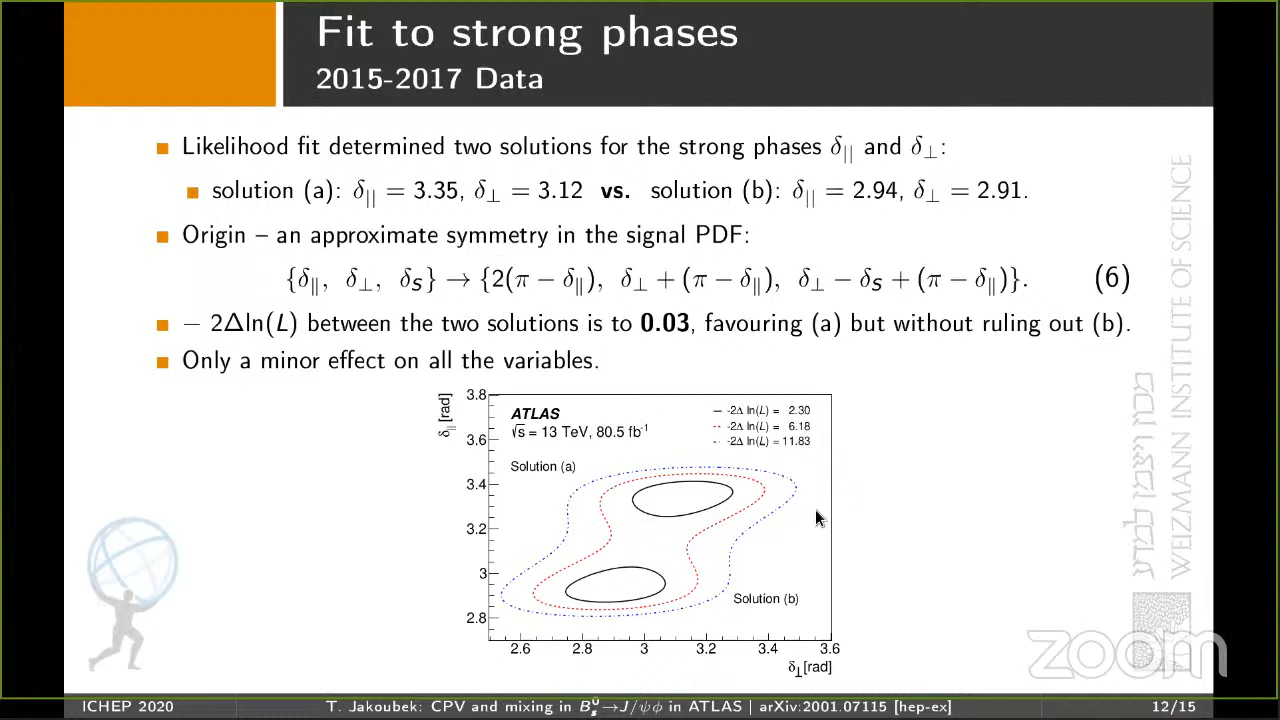 Fit to strong phases
2015-2017 Data
Likelihood fit determined two solutions for the strong phases δ|| and δ⊥:
solution (a): δ|| = 3.35, δ⊥ = 3.12 vs. solution (b): δ|| = 2.94, δ⊥ = 2.91.
Origin – an approximate symmetry in the signal PDF:
{δ∥, δ⊥, δS} → {2(π − δ∥), δ⊥ + (π − δ∥), δ⊥ − δS + (π − δ∥)}. (6)
− 2Δln(L) between the two solutions is to 0.03, favouring (a) but without ruling out (b).
Only a minor effect on all the variables.
δ|| [rad]
3.8
3.6
3.4
3.2
3
2.8
ATLAS
√s = 13 TeV, 80.5 fb-1
-2Δ ln(L) = 2.30
-2Δ ln(L) = 6.18
-2Δ ln(L) = 11.83
Solution (a)
Solution (b)
2.6 2.8 3 3.2 3.4 3.6
δ⊥ [rad]
מכון ויצמן למדע
WEIZMANN INSTITUTE OF SCIENCE
zoom
ICHEP 2020
T. Jakoubek: CPV and mixing in B0s→J/ψϕ in ATLAS | arXiv:2001.07115 [hep-ex]
12/15